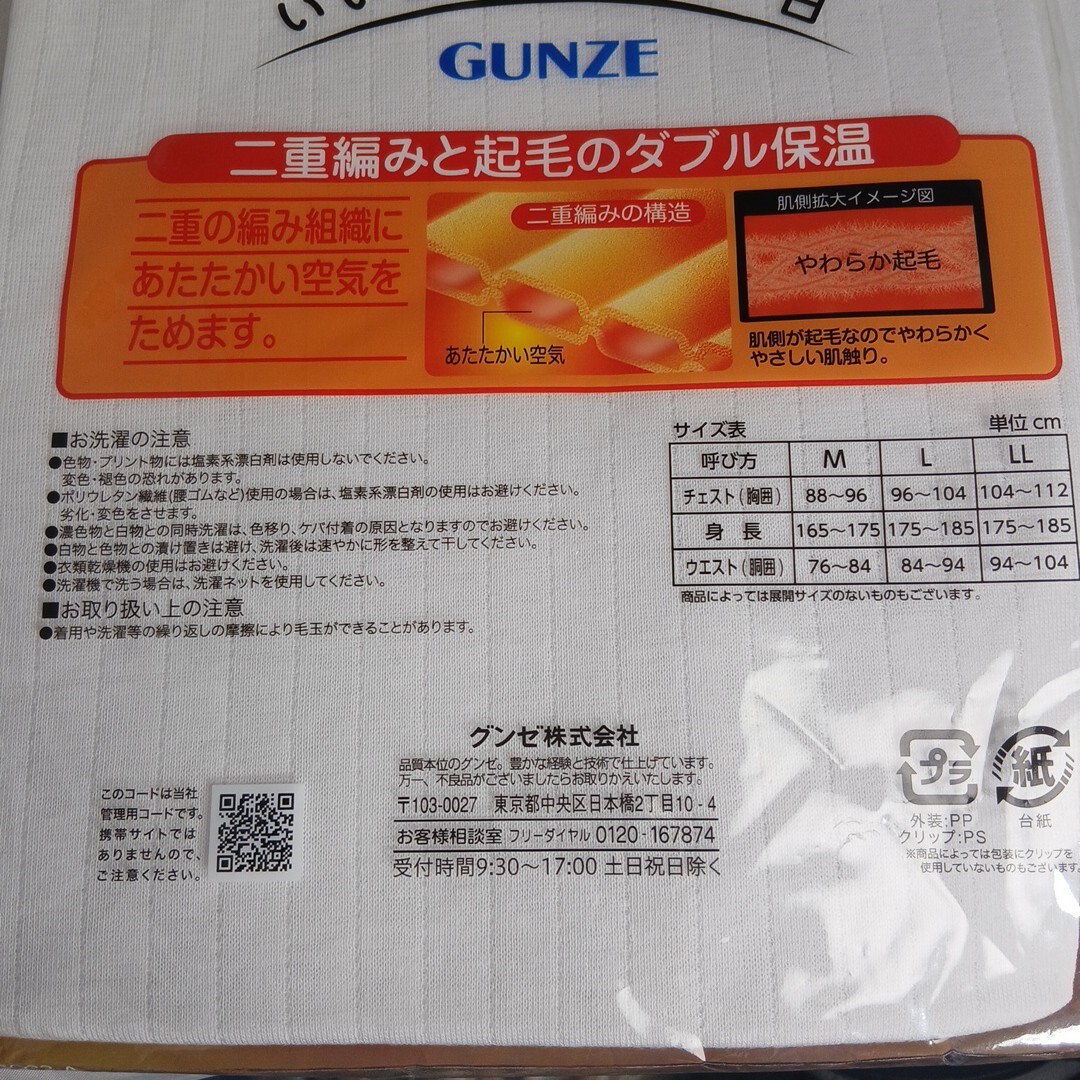 GUNZE
二重編みと起毛のダブル保温
二重の編み組織に
あたたかい空気を
ためます。
二重編みの構造
あたたかい空気
肌側拡大イメージ図
やわらか起毛
肌側が起毛なのでやわらかく
やさしい肌触り。
■お洗濯の注意
●色物・プリント物には塩素系漂白剤は使用しないでください。
変色・褪色の恐れがあります。
●ポリウレタン繊維(腰ゴムなど)使用の場合は、塩素系漂白剤の使用はお避けください。
劣化・変色をさせます。
●濃色物と白物との同時洗濯は、色移り、ケバ付着の原因となりますのでお避けください。
●白物と色物との漬け置きは避け、洗濯後は速やかに形を整えて干してください。
●衣類乾燥機の使用はお避けください。
●洗濯機で洗う場合は、洗濯ネットを使用してください。
■お取り扱い上の注意
●着用や洗濯等の繰り返しの摩擦により毛玉ができることがあります。
サイズ表 単位cm
呼び方 M L LL
チェスト(胸囲) 88〜96 96〜104 104〜112
身長 165〜175 175〜185 175〜185
ウエスト(胴囲) 76〜84 84〜94 94〜104
商品によっては展開サイズのないものもございます。
このコードは当社
管理用コードです。
携帯サイトでは
ありませんので、
ご注意ください。
グンゼ株式会社
品質本位のグンゼ。豊かな経験と技術で仕上げています。
万一、不良品がございましたらお取りかえいたします。
〒103-0027 東京都中央区日本橋2丁目10-4
お客様相談室 フリーダイヤル 0120-167874
受付時間9:30〜17:00 土日祝日除く
プラ
外装:PP
クリップ:PS
紙
台紙
※商品によっては包装にクリップを
使用していないものもございます。